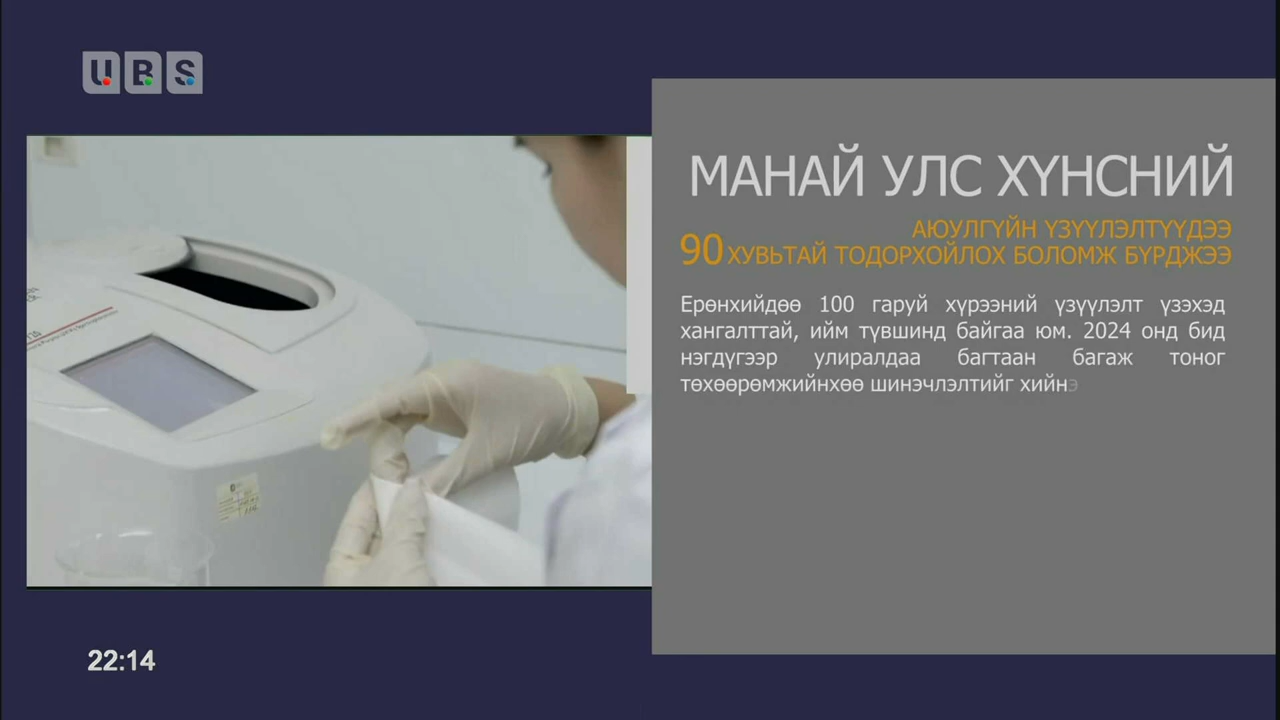 UBS
МАНАЙ УЛС ХҮНСНИЙ
АЮУЛГҮЙН ҮЗҮҮЛЭЛТҮҮДЭЭ
90 ХУВЬТАЙ ТОДОРХОЙЛОХ БОЛОМЖ БҮРДЖЭЭ
Ерөнхийдөө 100 гаруй хүрээний үзүүлэлт үзэхэд
хангалттай, ийм түвшинд байгаа юм. 2024 онд бид
нэгдүгээр улиралдаа багтаан багаж тоног
төхөөрөмжийнхөө шинэчлэлтийг хийнэ
22:14